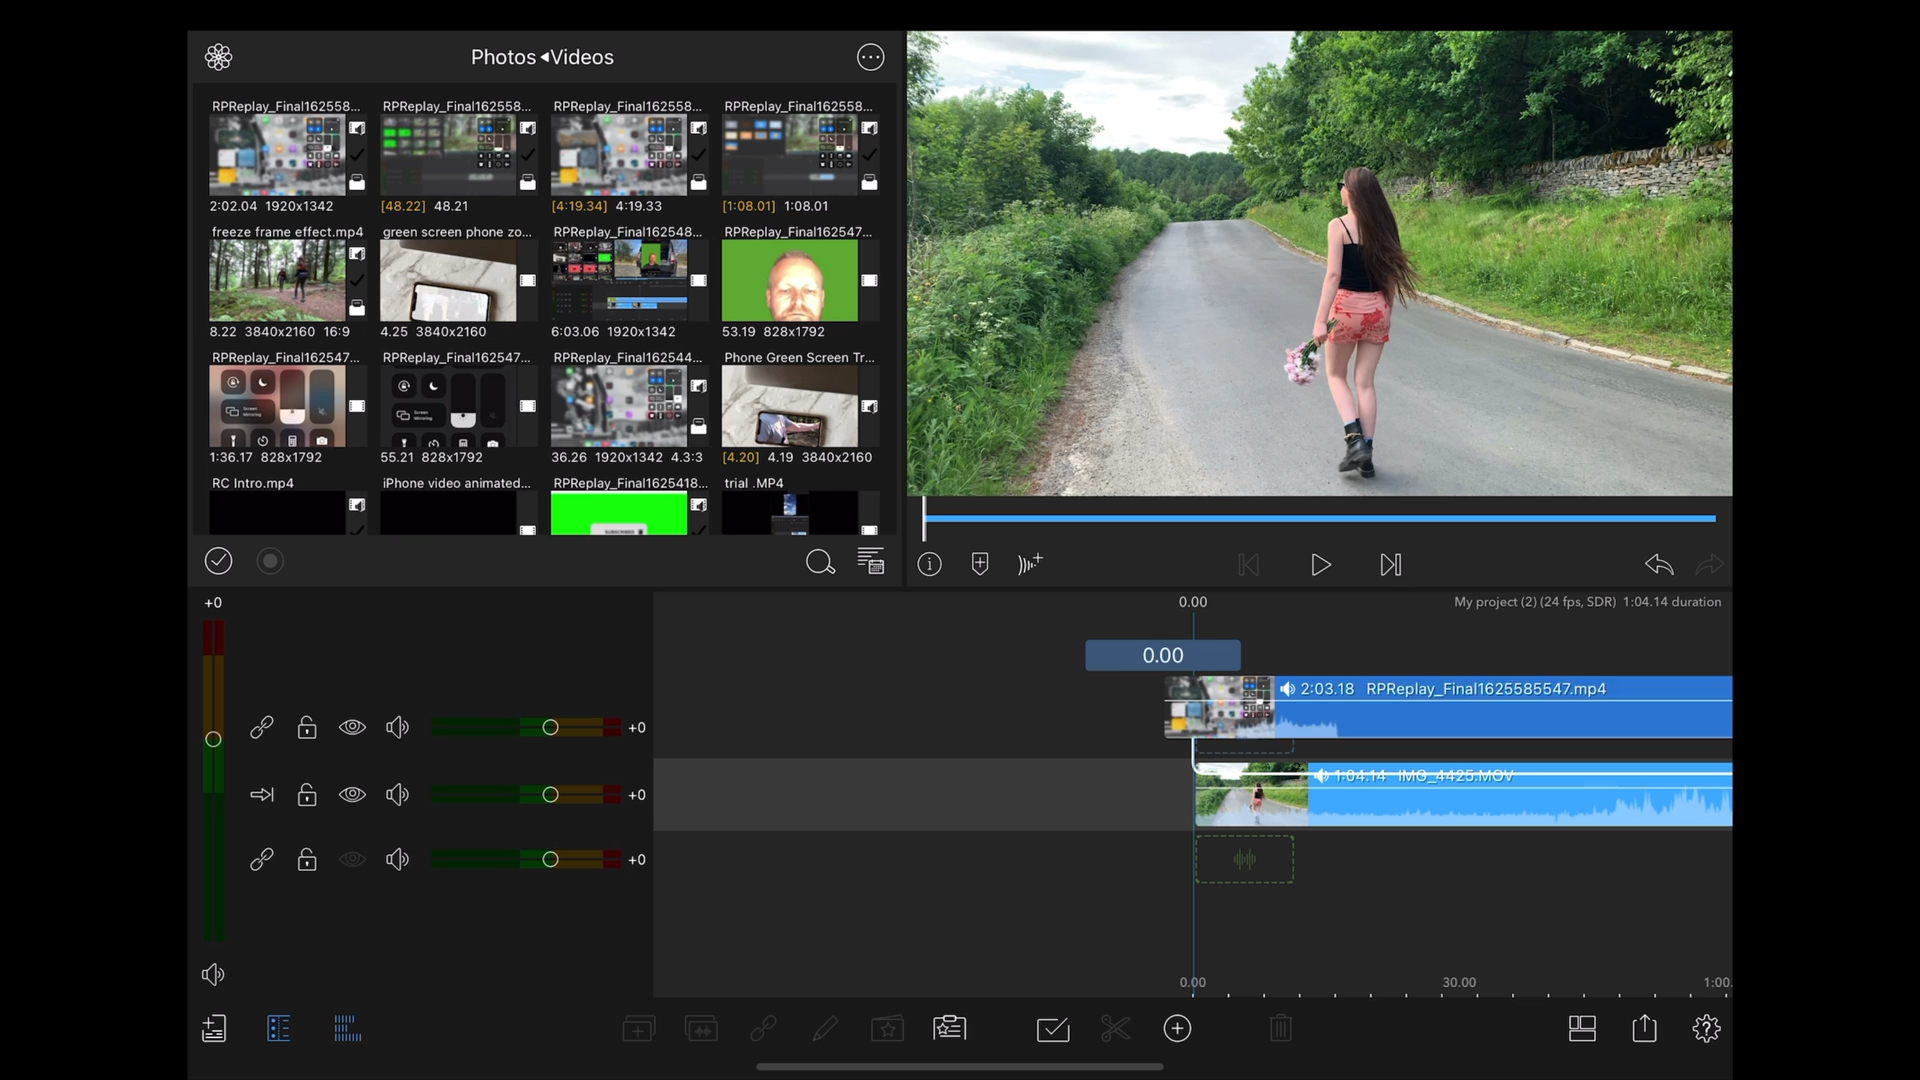 Photos ◂Videos
RPReplay_Final162558... RPReplay_Final162558... RPReplay_Final162558... RPReplay_Final162558...
2:02.04 1920x1342 [48.22] 48.21 [4:19.34] 4:19.33 [1:08.01] 1:08.01
freeze frame effect.mp4 green screen phone zo... RPReplay_Final162548... RPReplay_Final162547...
8.22 3840x2160 16:9 4.25 3840x2160 6:03.06 1920x1342 53.19 828x1792
RPReplay_Final162547... RPReplay_Final162547... RPReplay_Final162544... Phone Green Screen Tr...
Screen Mirroring Screen Mirroring
1:36.17 828x1792 55.21 828x1792 36.26 1920x1342 4.3:3 [4.20] 4.19 3840x2160
RC Intro.mp4 iPhone video animated... RPReplay_Final1625418... trial .MP4
+0 0.00 My project (2) (24 fps, SDR) 1:04.14 duration
0.00
2:03.18 RPReplay_Final1625585547.mp4
+0
1:04.14 IMG_4425.MOV
+0
+0
0.00 30.00 1:00.